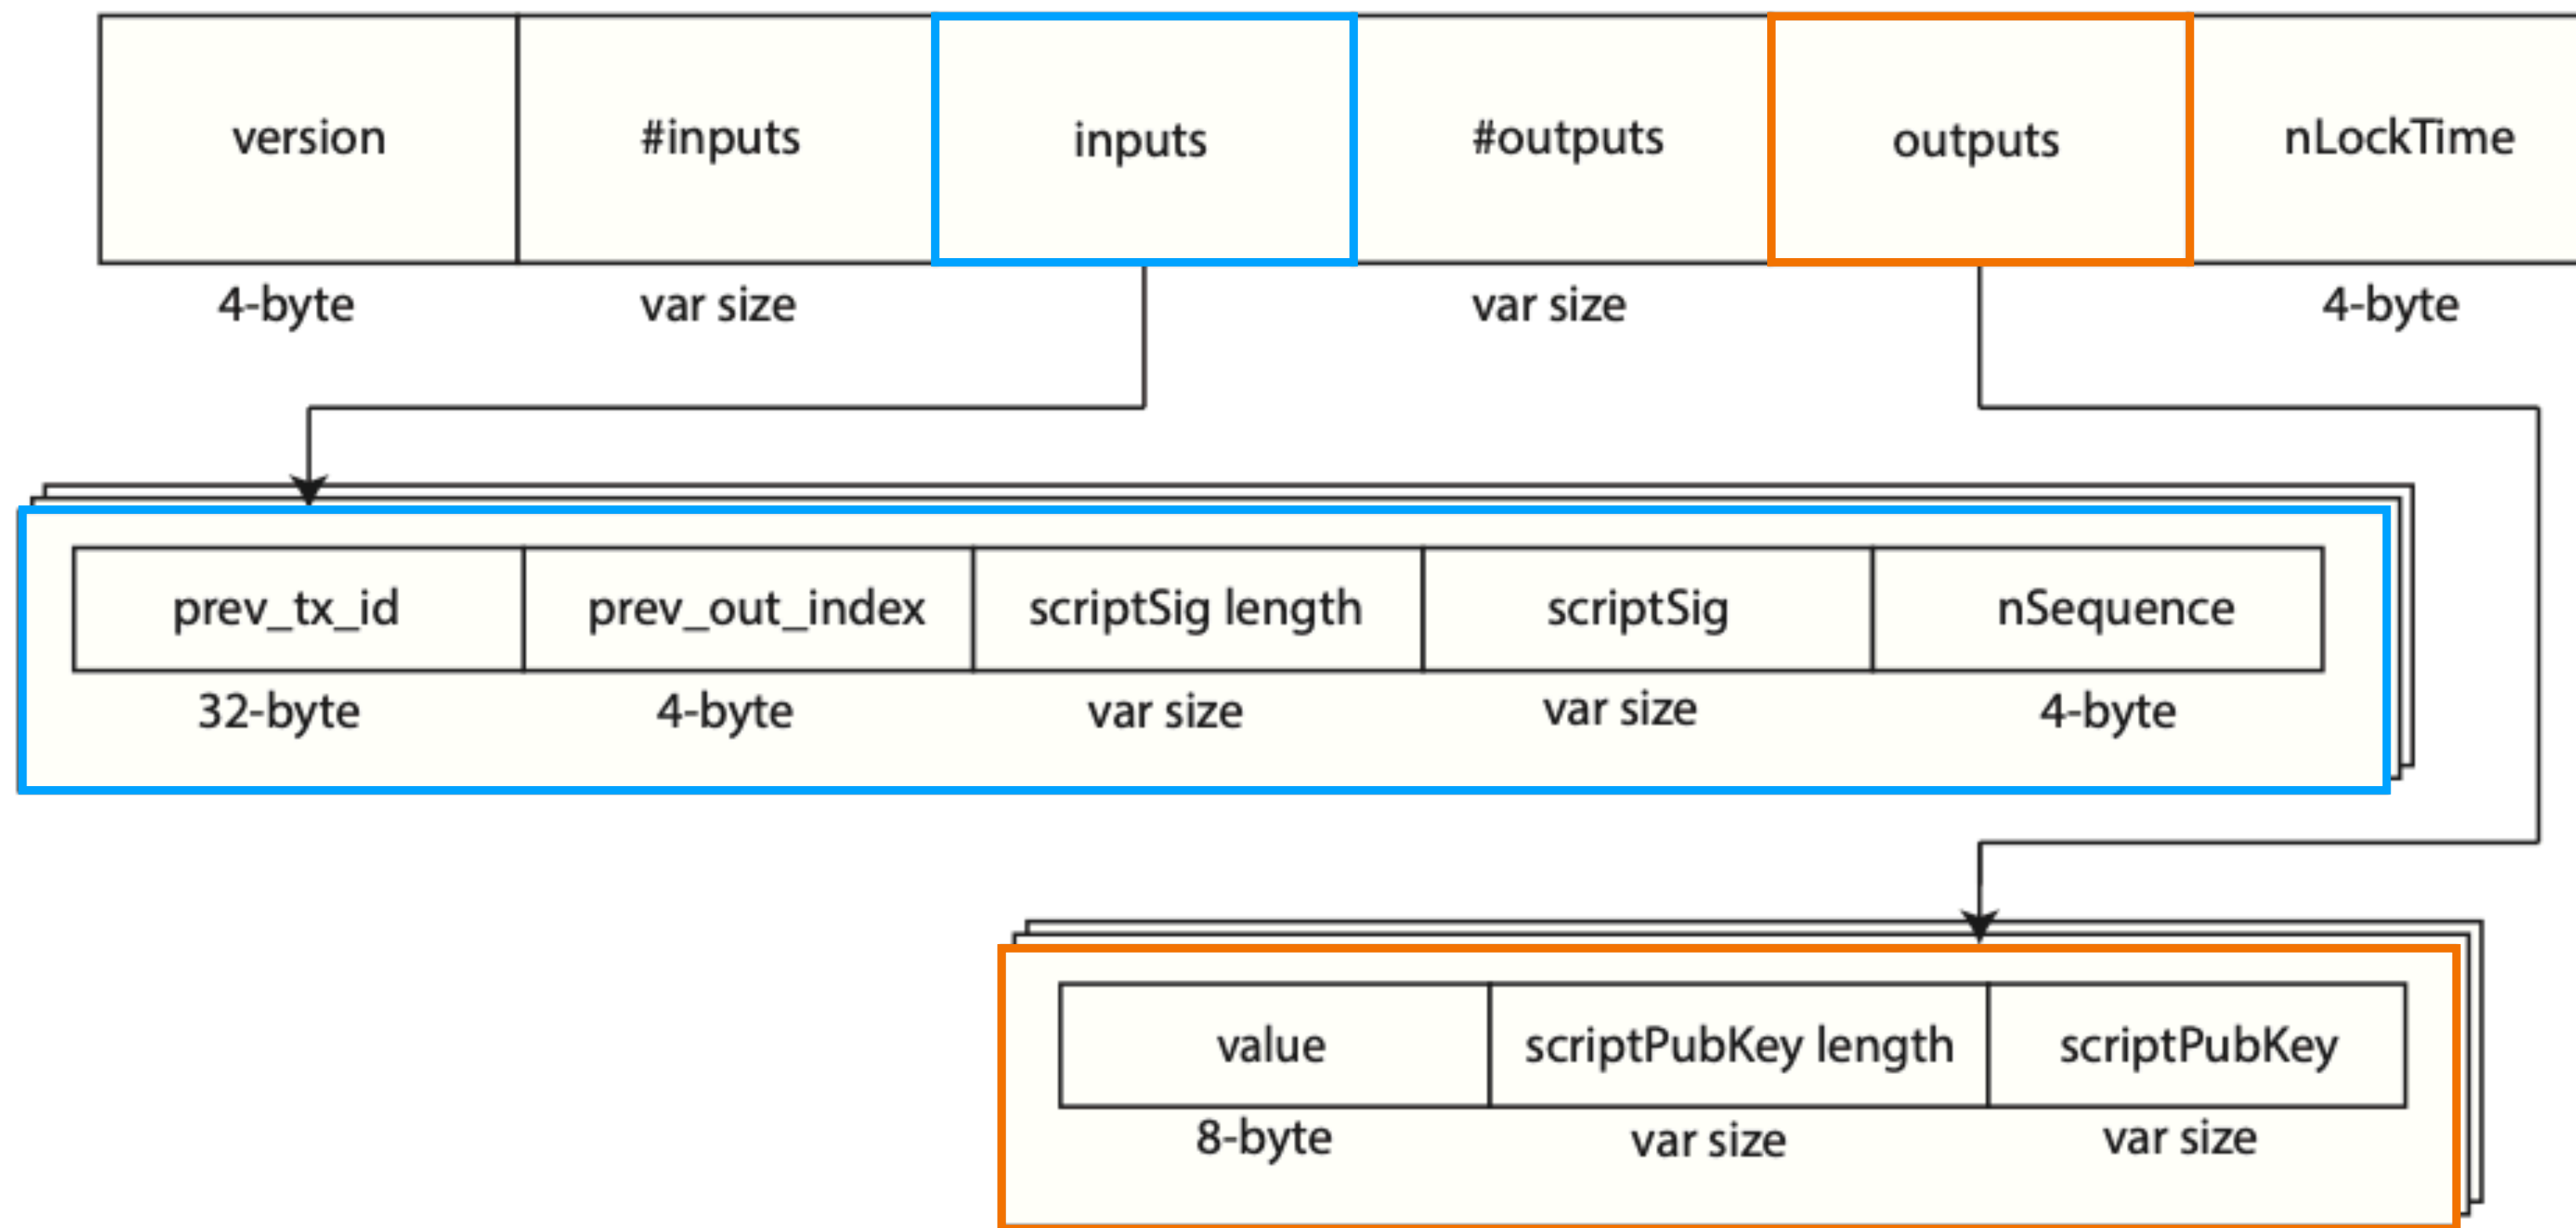 version #inputs inputs #outputs outputs nLockTime
4-byte var size var size 4-byte
prev_tx_id prev_out_index scriptSig length scriptSig nSequence
32-byte 4-byte var size var size 4-byte
value scriptPubKey length scriptPubKey
8-byte var size var size